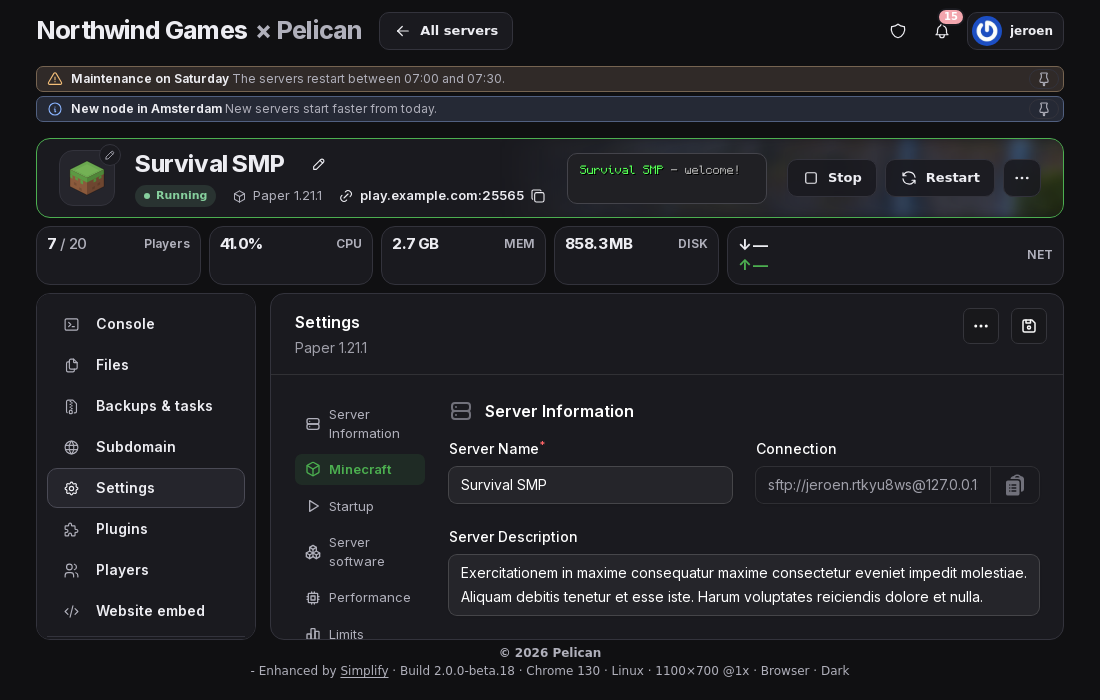 Northwind Games × Pelican
All servers
15
jeroen
Maintenance on Saturday The servers restart between 07:00 and 07:30.
New node in Amsterdam New servers start faster from today.
Survival SMP
Running
Paper 1.21.1
play.example.com:25565
Survival SMP – welcome!
Stop
Restart
7 / 20 Players
41.0% CPU
2.7 GB MEM
858.3 MB DISK
↓—
↑—
NET
Console
Files
Backups & tasks
Subdomain
Settings
Plugins
Players
Website embed
Settings
Paper 1.21.1
Server
Information
Minecraft
Startup
Server
software
Performance
Limits
Server Information
Server Name*
Survival SMP
Connection
sftp://jeroen.rtkyu8ws@127.0.0.1
Server Description
Exercitationem in maxime consequatur maxime consectetur eveniet impedit molestiae.
Aliquam debitis tenetur et esse iste. Harum voluptates reiciendis dolore et nulla.
© 2026 Pelican
- Enhanced by Simplify · Build 2.0.0-beta.18 · Chrome 130 · Linux · 1100×700 @1x · Browser · Dark